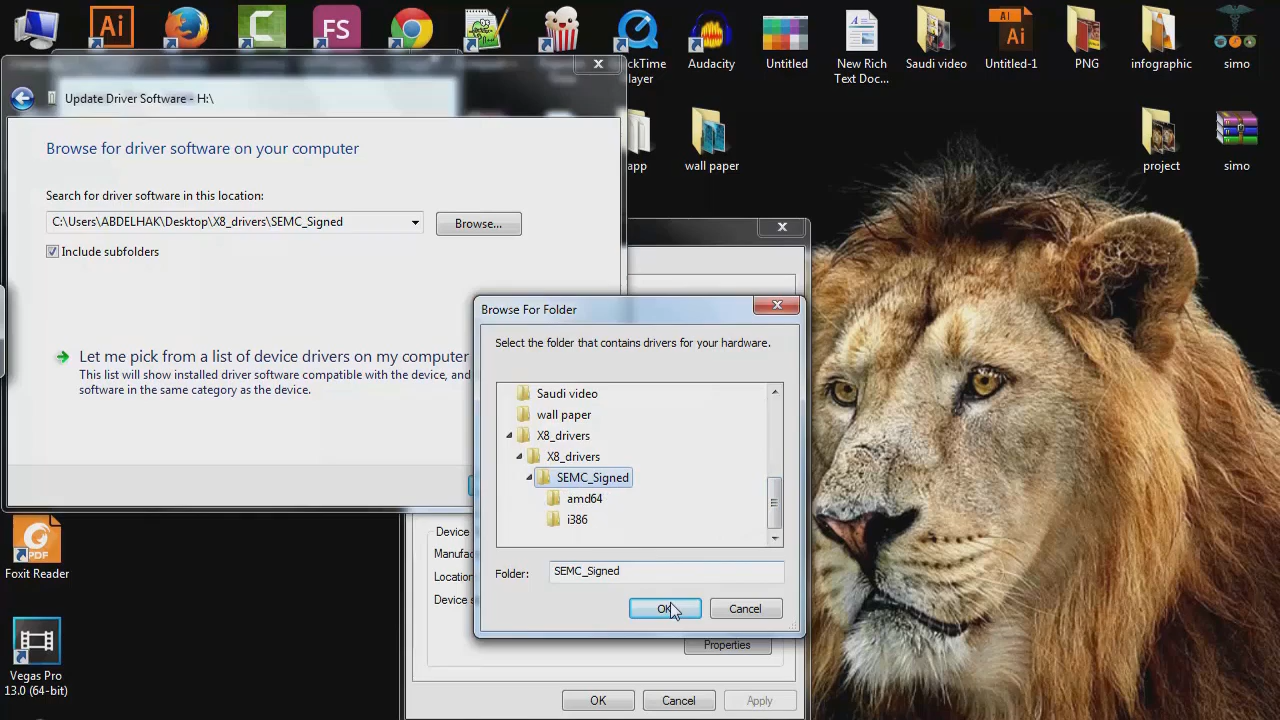 Ai
FS
ckTime
layer
Audacity
Untitled
New Rich
Text Doc...
Saudi video
Ai
Untitled-1
PNG
infographic
simo
app
wall paper
project
simo
Update Driver Software - H:\
Browse for driver software on your computer
Search for driver software in this location:
C:\Users\ABDELHAK\Desktop\X8_drivers\SEMC_Signed
Browse...
Include subfolders
Let me pick from a list of device drivers on my computer
This list will show installed driver software compatible with the device, and
software in the same category as the device.
Browse For Folder
Select the folder that contains drivers for your hardware.
Saudi video
wall paper
X8_drivers
X8_drivers
SEMC_Signed
amd64
i386
Folder:
SEMC_Signed
OK
Cancel
Device
Manufac
Location
Device s
Properties
OK
Cancel
Apply
PDF
Foxit Reader
Vegas Pro
13.0 (64-bit)